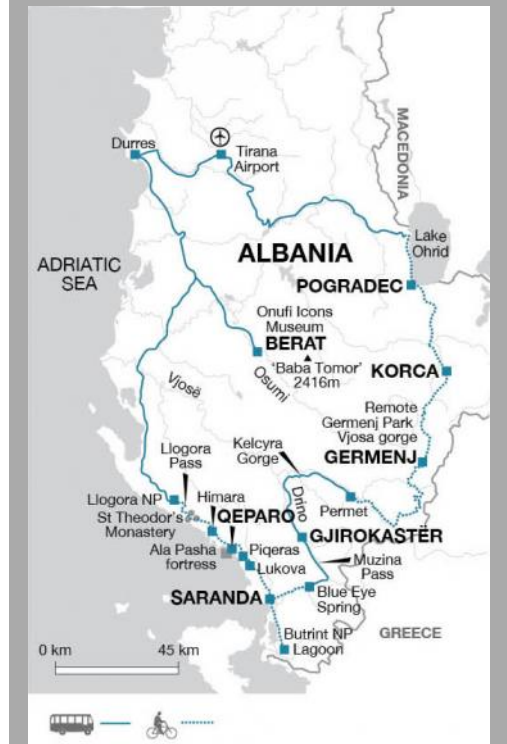 Durres
Tirana
Airport
MACEDONIA
Lake
Ohrid
ALBANIA
ADRIATIC
SEA
POGRADEC
Onufi Icons
Museum
BERAT
'Baba Tomor'
2416m
Osumi
KORCA
Vjosë
Remote
Germenj Park
Vjosa gorge
GERMENJ
Kelcyra
Gorge
Llogora
Pass
Drino
Permet
Llogora NP
Himara
St Theodor's
Monastery
QEPARO
GJIROKASTËR
Ala Pasha
fortress
Piqeras
Lukova
Muzina
Pass
SARANDA
Blue Eye
Spring
Butrint NP
Lagoon
GREECE
0 km 45 km